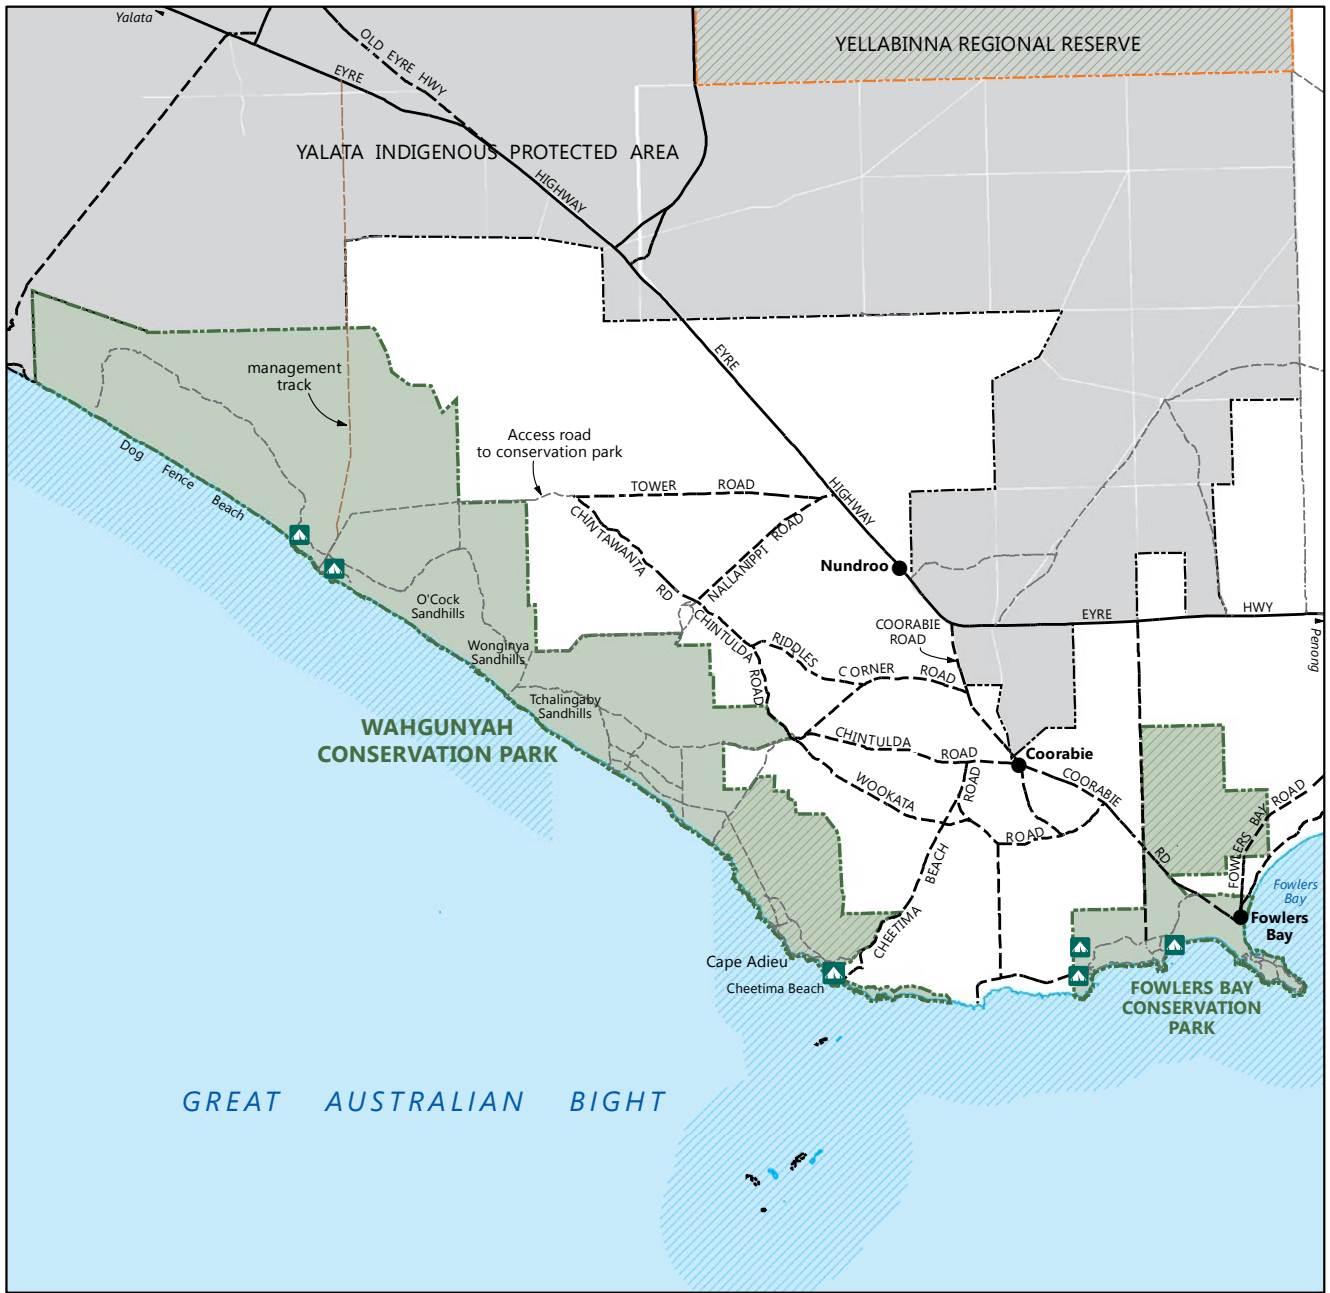 Yalata
OLD EYRE HWY
YELLABINNA REGIONAL RESERVE
EYRE
YALATA INDIGENOUS PROTECTED AREA
HIGHWAY
EYRE
management
track
Access road
to conservation park
Dog Fence Beach
TOWER ROAD
HIGHWAY
CHINTAWANTA RD
NALLANIPPI ROAD
Nundroo
O'Cock
Sandhills
EYRE HWY
COORABIE
ROAD
CHINTULDA ROAD
RIDDLES CORNER ROAD
Penong
Wonginya
Sandhills
Tchalingaby
Sandhills
WAHGUNYAH
CONSERVATION PARK
CHINTULDA ROAD
Coorabie
WOOKATA ROAD
COORABIE RD
CHEETIMA BEACH ROAD
FOWLERS BAY ROAD
Fowlers
Bay
Fowlers
Bay
Cape Adieu
Cheetima Beach
FOWLERS BAY
CONSERVATION
PARK
GREAT AUSTRALIAN BIGHT